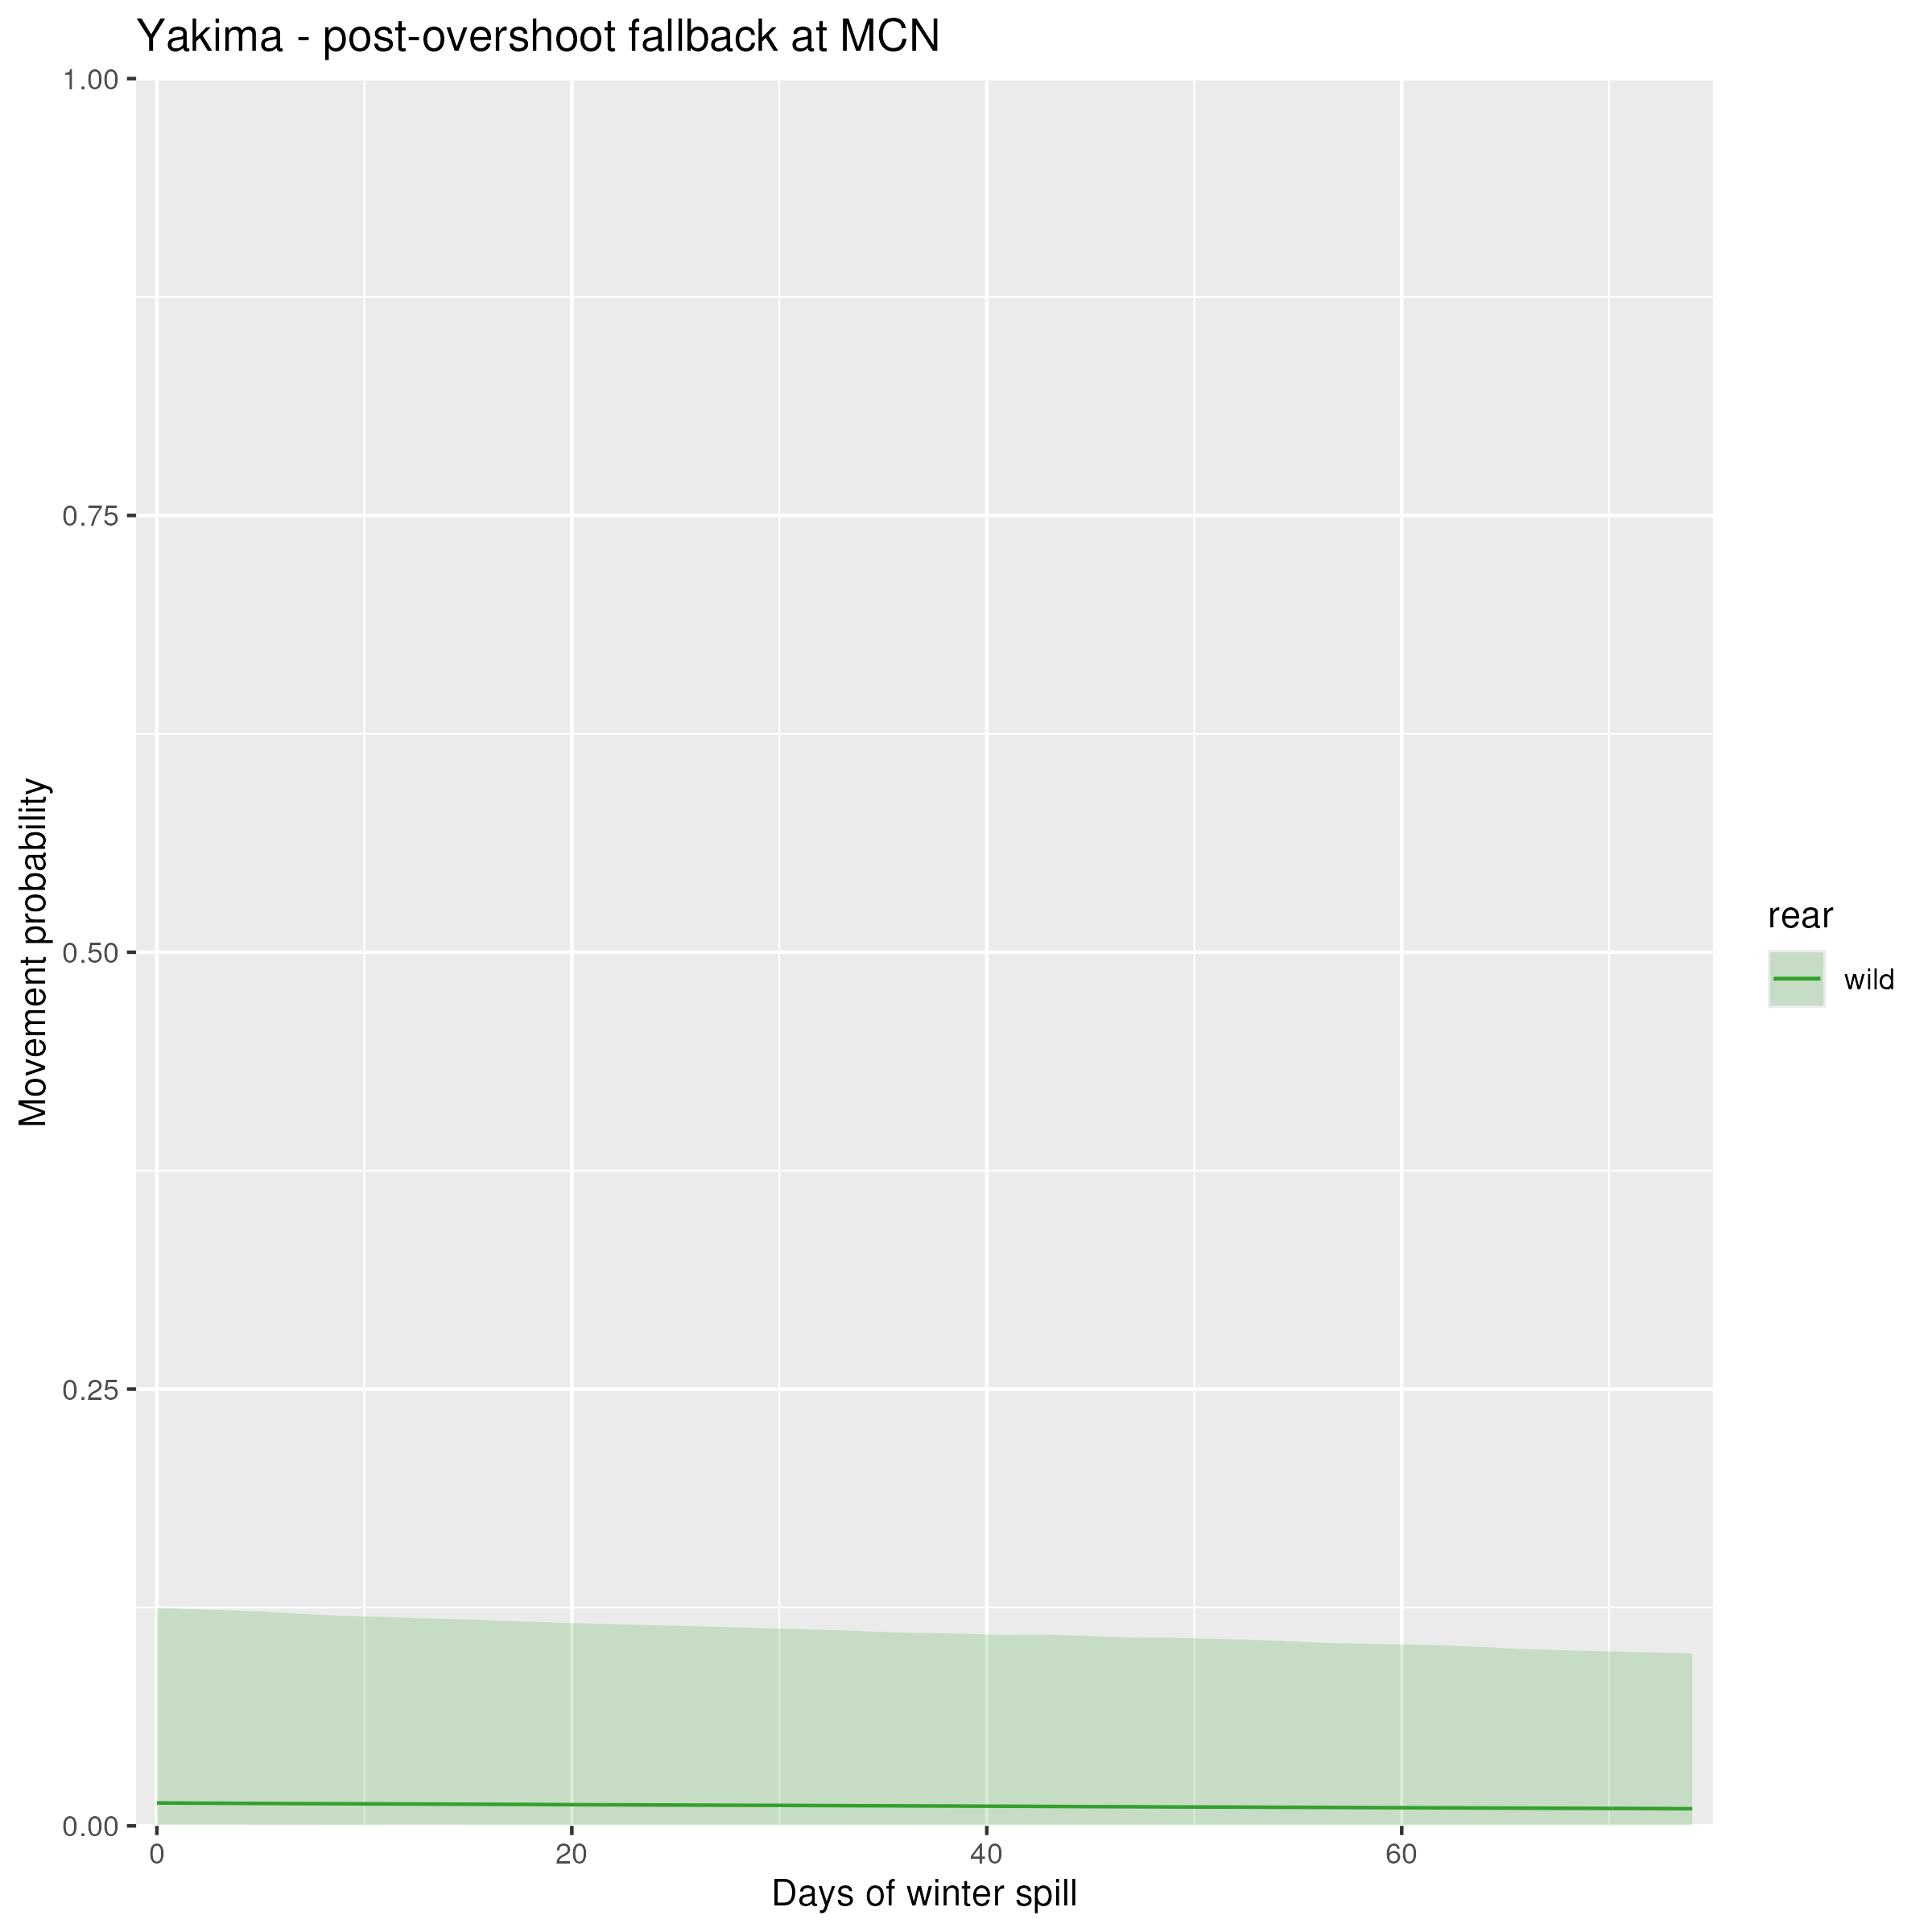 Yakima - post-overshoot fallback at MCN
1.00
0.75
0.50
0.25
0.00
Movement probability
0 20 40 60
Days of winter spill
rear
wild